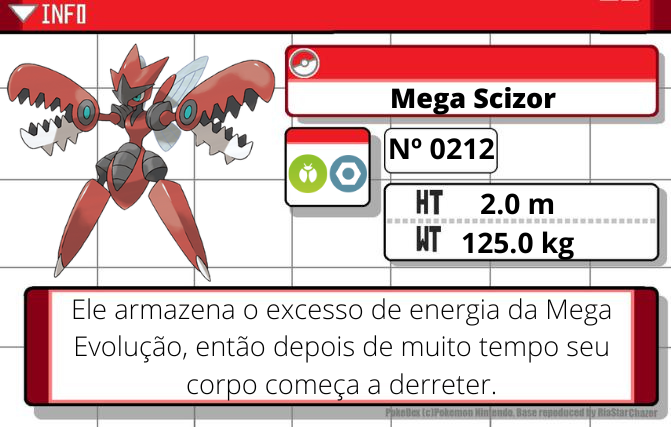 INFO
Mega Scizor
Nº 0212
HT 2.0 m
WT 125.0 kg
Ele armazena o excesso de energia da Mega
Evolução, então depois de muito tempo seu
corpo começa a derreter.
PokeDex (c)Pokemon Nintendo. Base reproduced by RiaStarChazer